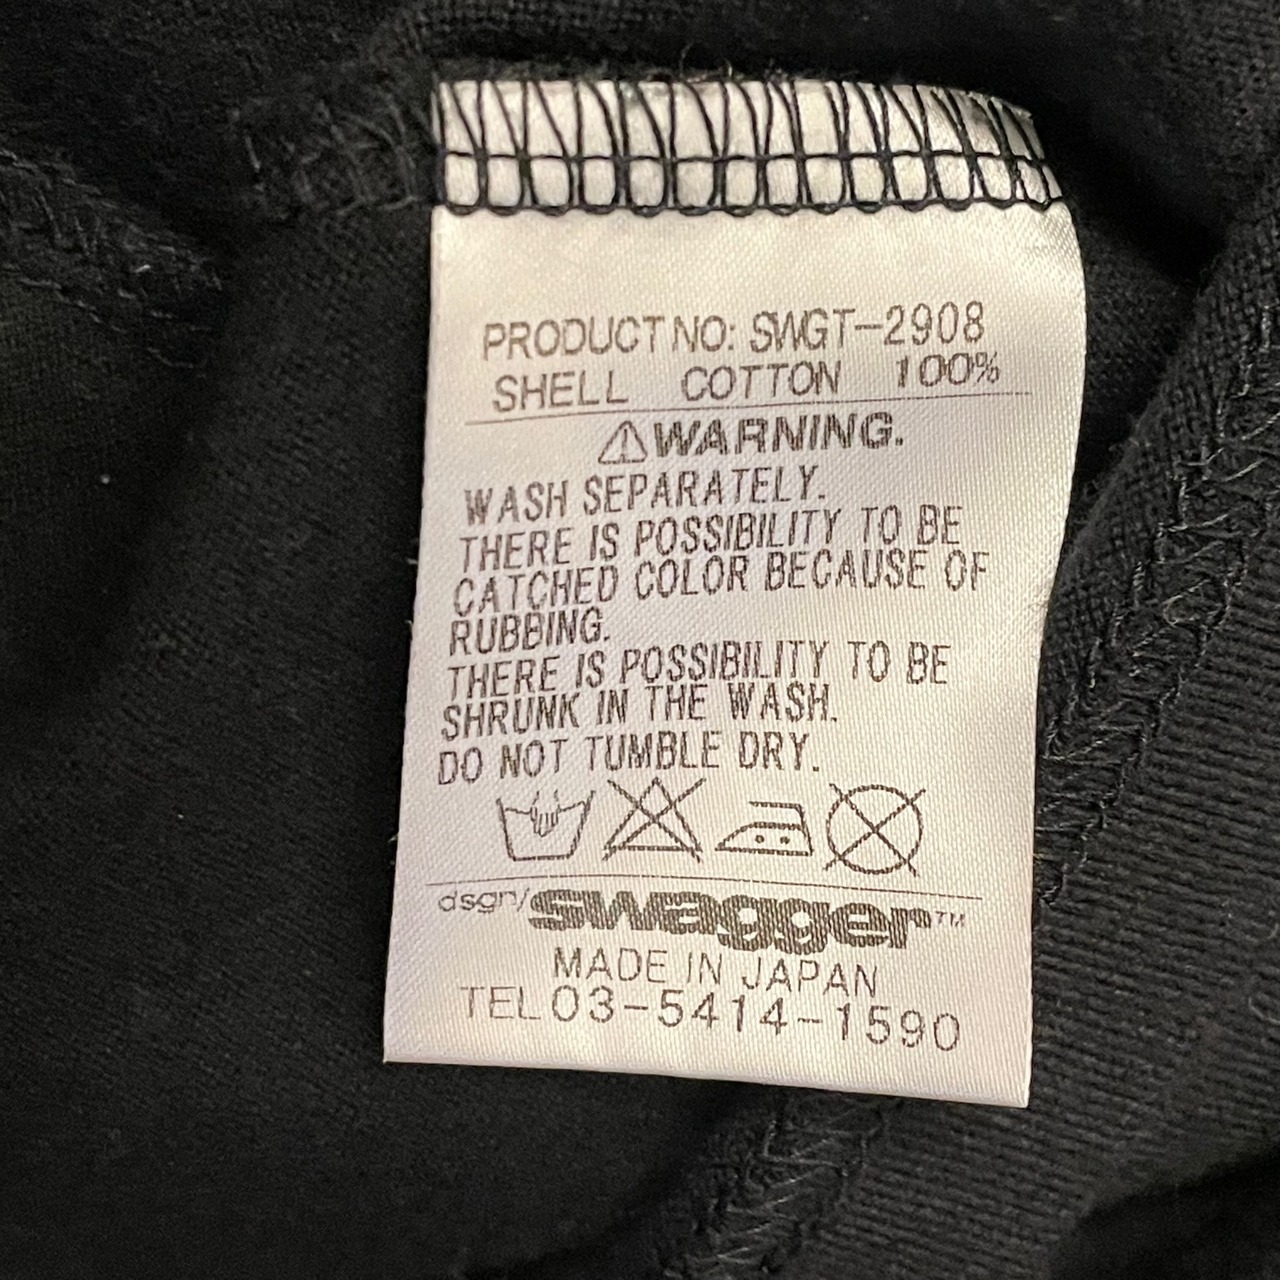 PRODUCT NO: SWGT-2908
SHELL COTTON 100%
⚠WARNING.
WASH SEPARATELY.
THERE IS POSSIBILITY TO BE
CATCHED COLOR BECAUSE OF
RUBBING.
THERE IS POSSIBILITY TO BE
SHRUNK IN THE WASH.
DO NOT TUMBLE DRY.
dsgn/swagger™
MADE IN JAPAN
TEL 03-5414-1590